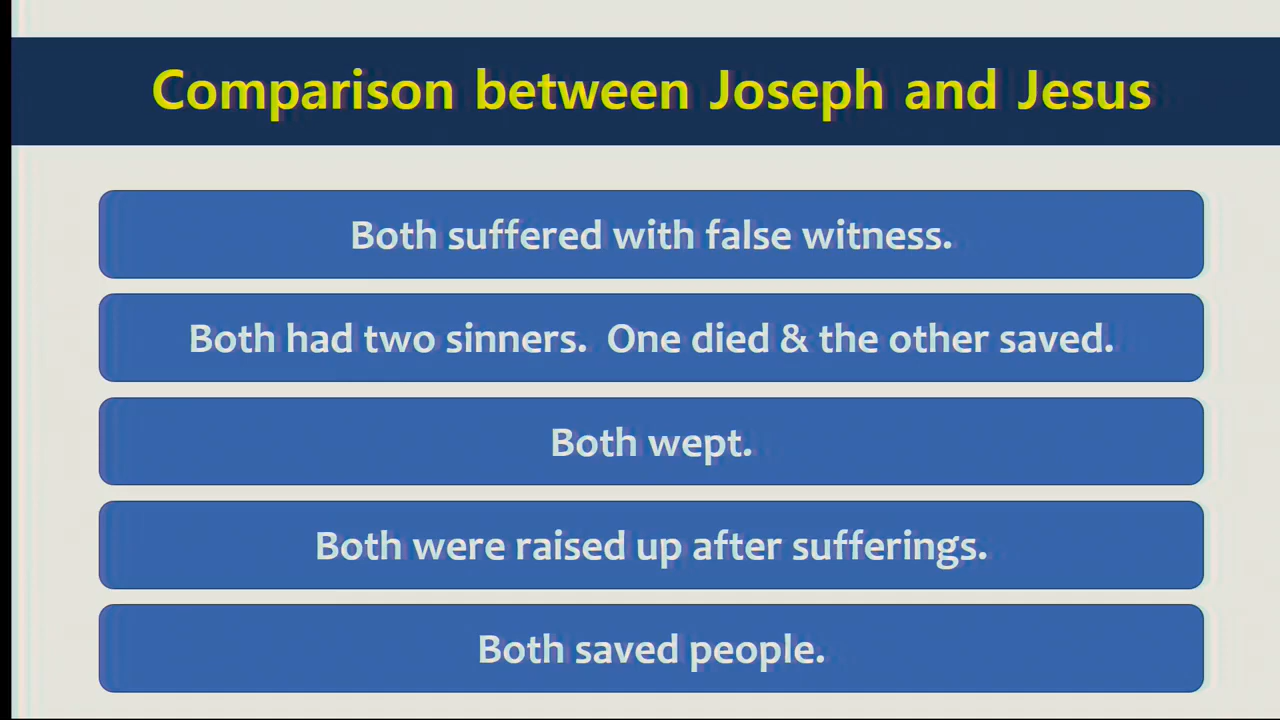 Comparison between Joseph and Jesus
Both suffered with false witness.
Both had two sinners.  One died & the other saved.
Both wept.
Both were raised up after sufferings.
Both saved people.